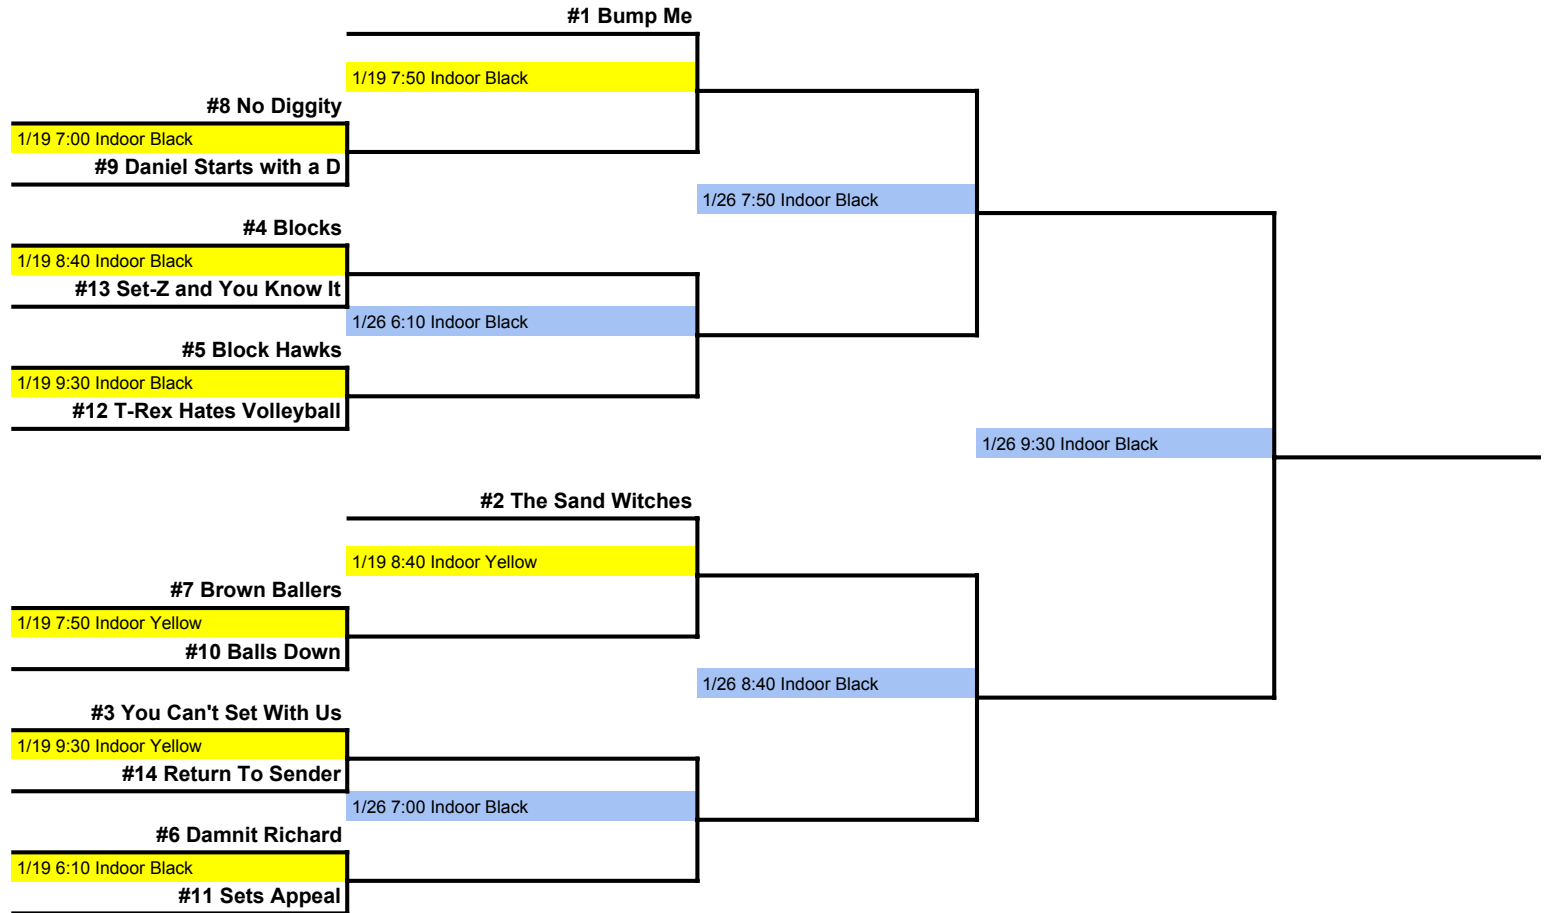 #1 Bump Me
1/19 7:50 Indoor Black
#8 No Diggity
1/19 7:00 Indoor Black
#9 Daniel Starts with a D
1/26 7:50 Indoor Black
#4 Blocks
1/19 8:40 Indoor Black
#13 Set-Z and You Know It
1/26 6:10 Indoor Black
#5 Block Hawks
1/19 9:30 Indoor Black
#12 T-Rex Hates Volleyball
1/26 9:30 Indoor Black
#2 The Sand Witches
1/19 8:40 Indoor Yellow
#7 Brown Ballers
1/19 7:50 Indoor Yellow
#10 Balls Down
1/26 8:40 Indoor Black
#3 You Can't Set With Us
1/19 9:30 Indoor Yellow
#14 Return To Sender
1/26 7:00 Indoor Black
#6 Damnit Richard
1/19 6:10 Indoor Black
#11 Sets Appeal